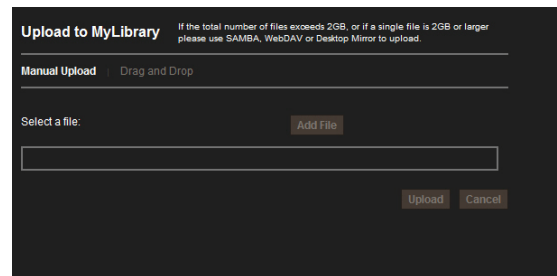 Upload to MyLibrary
If the total number of files exceeds 2GB, or if a single file is 2GB or larger
please use SAMBA, WebDAV or Desktop Mirror to upload.
Manual Upload | Drag and Drop
Select a file:
Add File
Upload Cancel